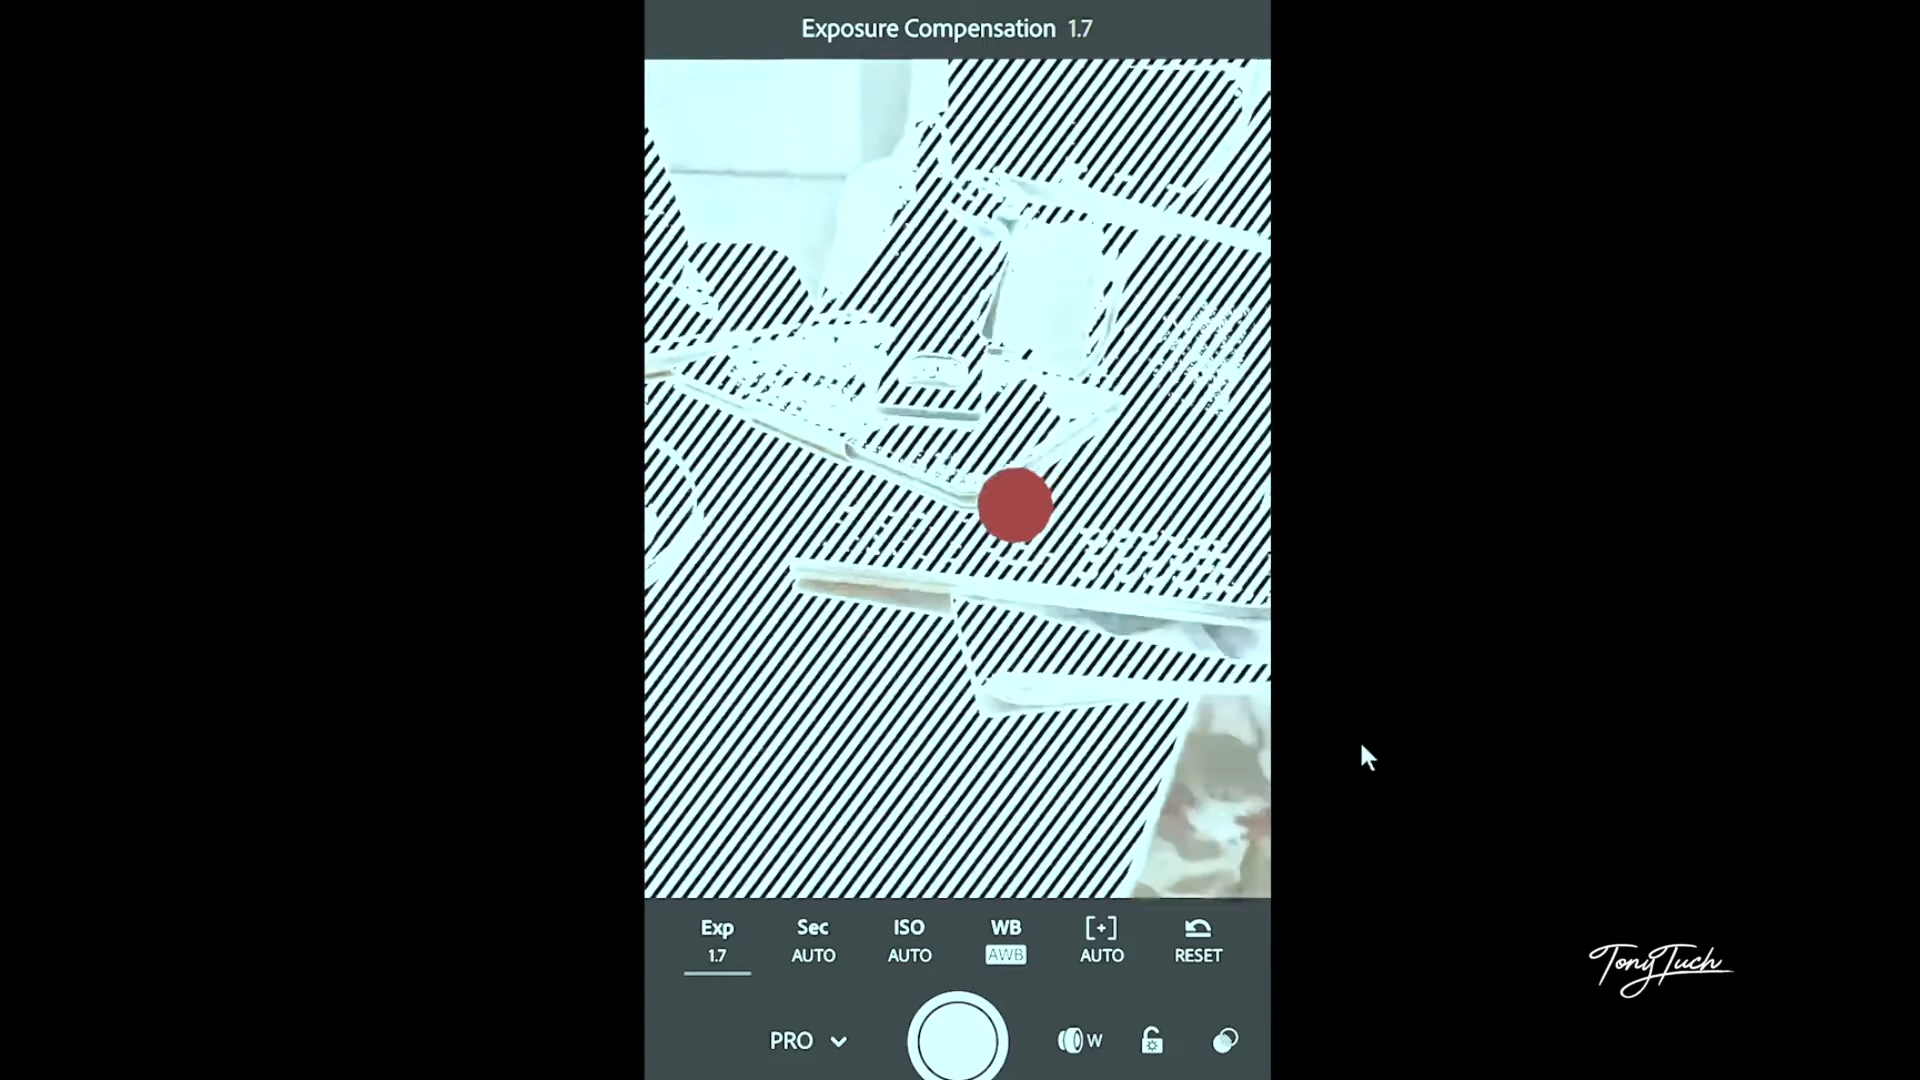 Exposure Compensation 1.7
Exp Sec ISO WB [+] RESET
1.7 AUTO AUTO AWB AUTO
PRO W
TonyTuch